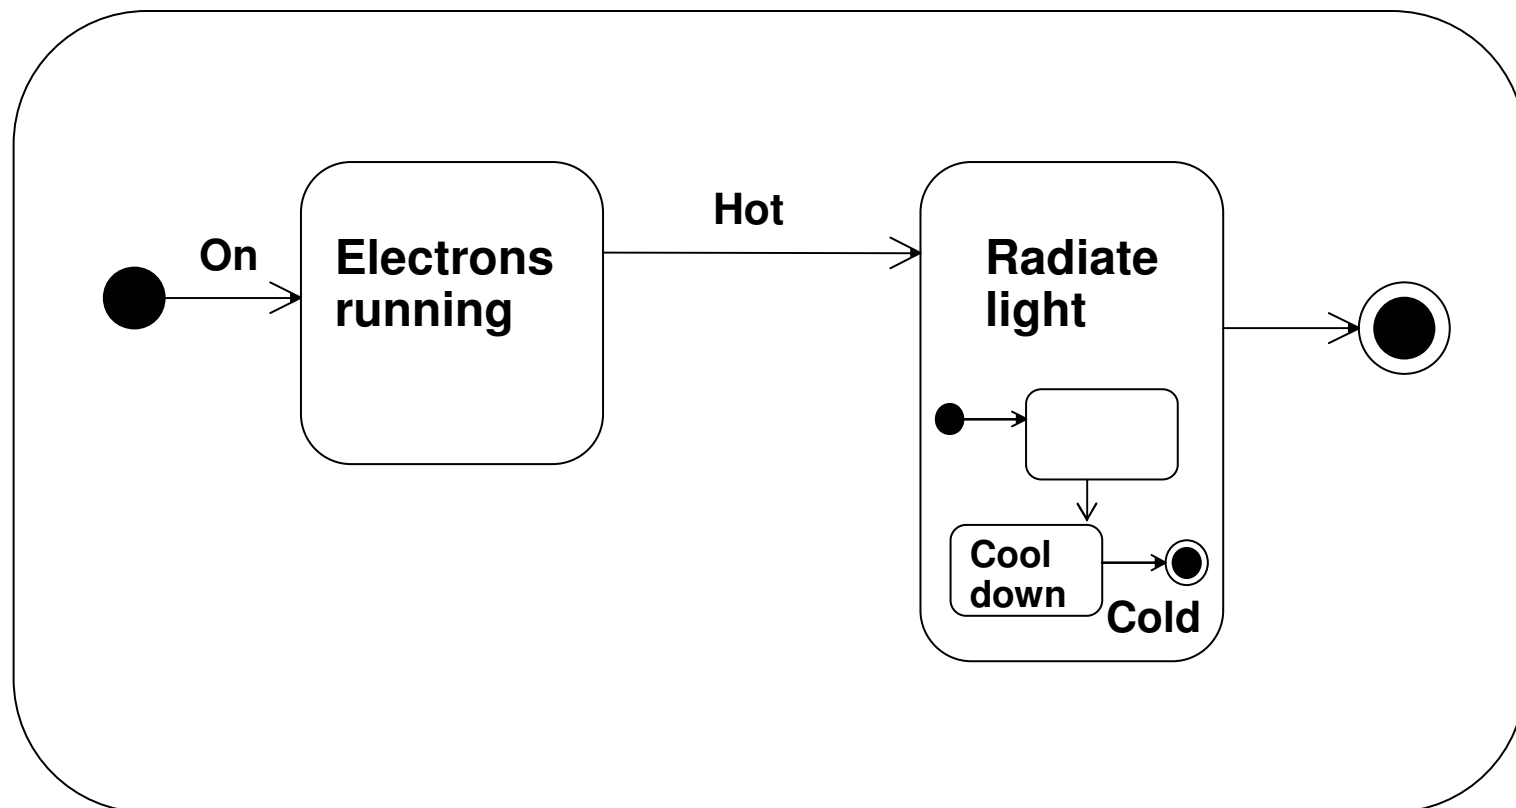 On
Electrons
running
Hot
Radiate
light
Cool
down
Cold